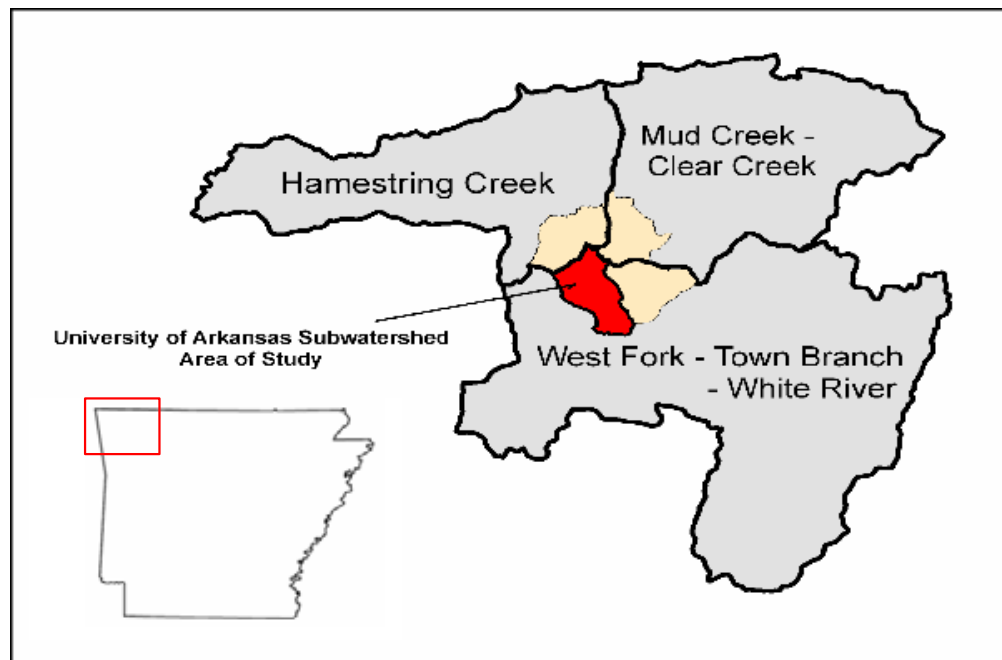 Mud Creek -
Clear Creek
Hamestring Creek
University of Arkansas Subwatershed
Area of Study
West Fork - Town Branch
- White River